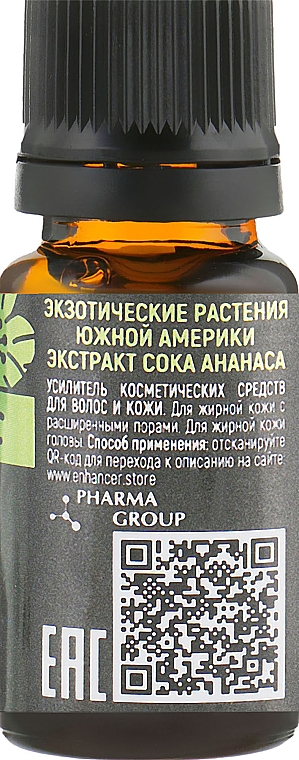 ЭКЗОТИЧЕСКИЕ РАСТЕНИЯ
ЮЖНОЙ АМЕРИКИ
ЭКСТРАКТ СОКА АНАНАСА
УСИЛИТЕЛЬ КОСМЕТИЧЕСКИХ СРЕДСТВ
ДЛЯ ВОЛОС И КОЖИ. Для жирной кожи с
расширенными порами. Для жирной кожи
головы. Способ применения: отсканируйте
QR-код для перехода к описанию на сайте:
www.enhancer.store
PHARMA
GROUP
EAC